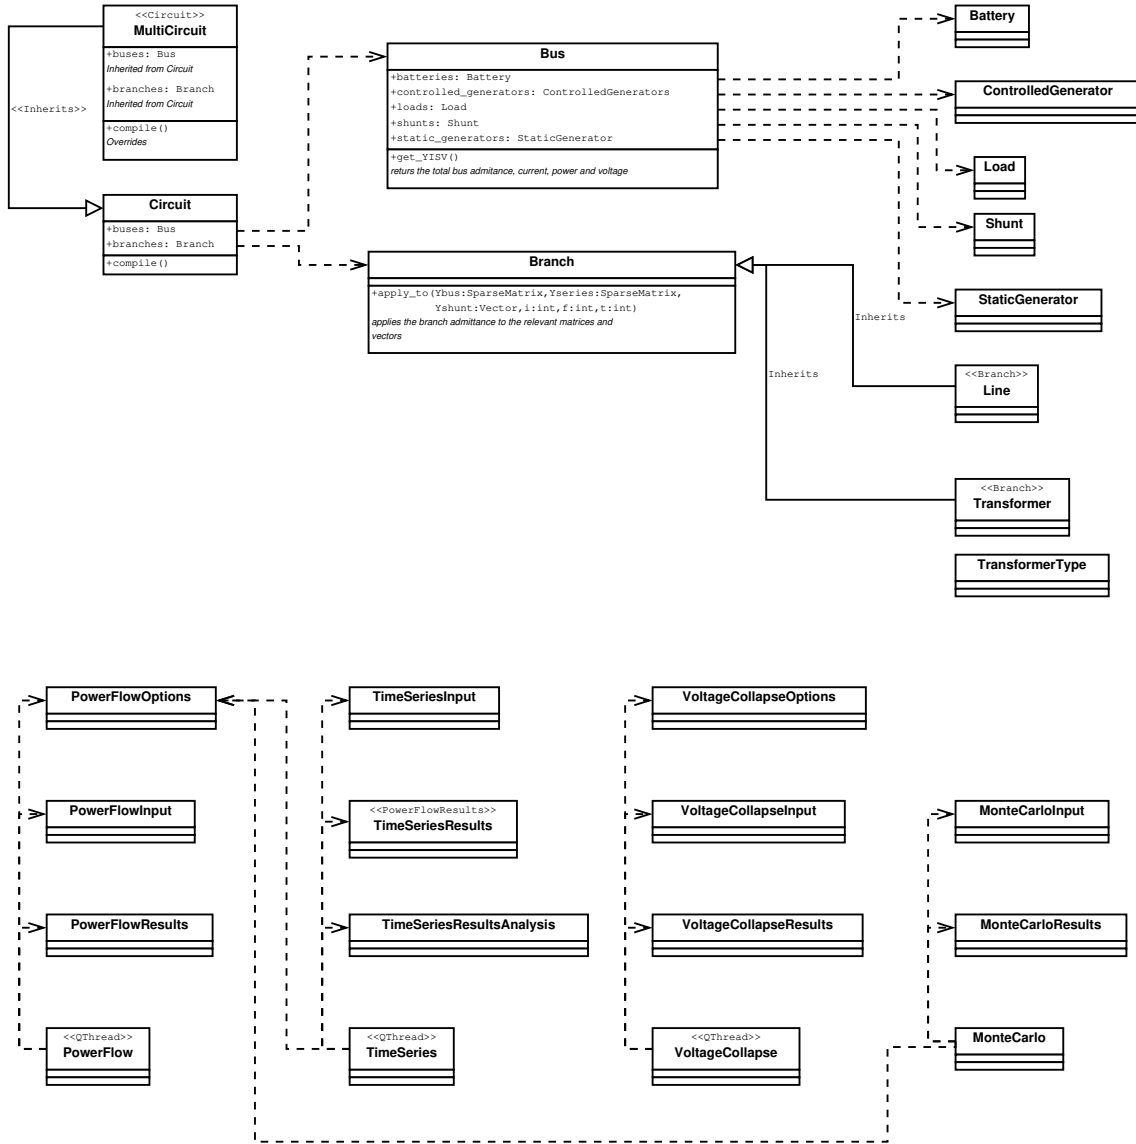 <<Circuit>>
MultiCircuit
+buses: Bus
Inherited from Circuit
+branches: Branch
Inherited from Circuit
+compile()
Overrides
<<Inherits>>
Circuit
+buses: Bus
+branches: Branch
+compile()
Bus
+batteries: Battery
+controlled_generators: ControlledGenerators
+loads: Load
+shunts: Shunt
+static_generators: StaticGenerator
+get_YISV()
returs the total bus admitance, current, power and voltage
Branch
+apply_to(Ybus:SparseMatrix,Yseries:SparseMatrix,
Yshunt:Vector,i:int,f:int,t:int)
applies the branch admittance to the relevant matrices and
vectors
Battery
ControlledGenerator
Load
Shunt
StaticGenerator
Inherits
Inherits
<<Branch>>
Line
<<Branch>>
Transformer
TransformerType
PowerFlowOptions
TimeSeriesInput
VoltageCollapseOptions
PowerFlowInput
<<PowerFlowResults>>
TimeSeriesResults
VoltageCollapseInput
MonteCarloInput
PowerFlowResults
TimeSeriesResultsAnalysis
VoltageCollapseResults
MonteCarloResults
<<QThread>>
PowerFlow
<<QThread>>
TimeSeries
<<QThread>>
VoltageCollapse
MonteCarlo